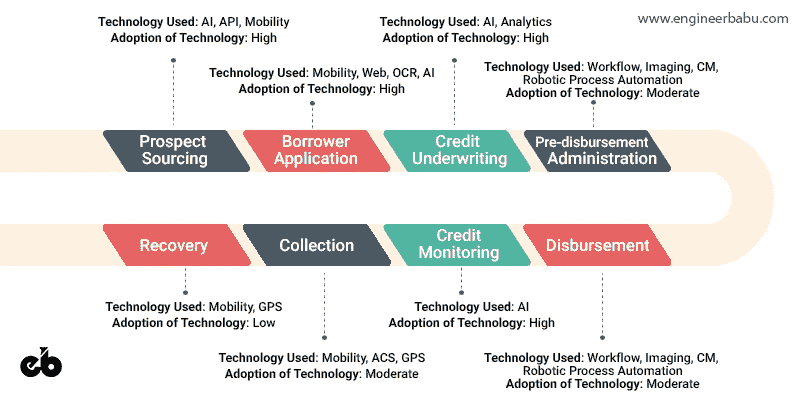 www.engineerbabu.com
Technology Used: AI, API, Mobility
Adoption of Technology: High
Technology Used: AI, Analytics
Adoption of Technology: High
Technology Used: Mobility, Web, OCR, AI
Adoption of Technology: High
Technology Used: Workflow, Imaging, CM,
Robotic Process Automation
Adoption of Technology: Moderate
Prospect
Sourcing
Borrower
Application
Credit
Underwriting
Pre-disbursement
Administration
Recovery
Collection
Credit
Monitoring
Disbursement
Technology Used: Mobility, GPS
Adoption of Technology: Low
Technology Used: AI
Adoption of Technology: High
Technology Used: Mobility, ACS, GPS
Adoption of Technology: Moderate
Technology Used: Workflow, Imaging, CM,
Robotic Process Automation
Adoption of Technology: Moderate
eb